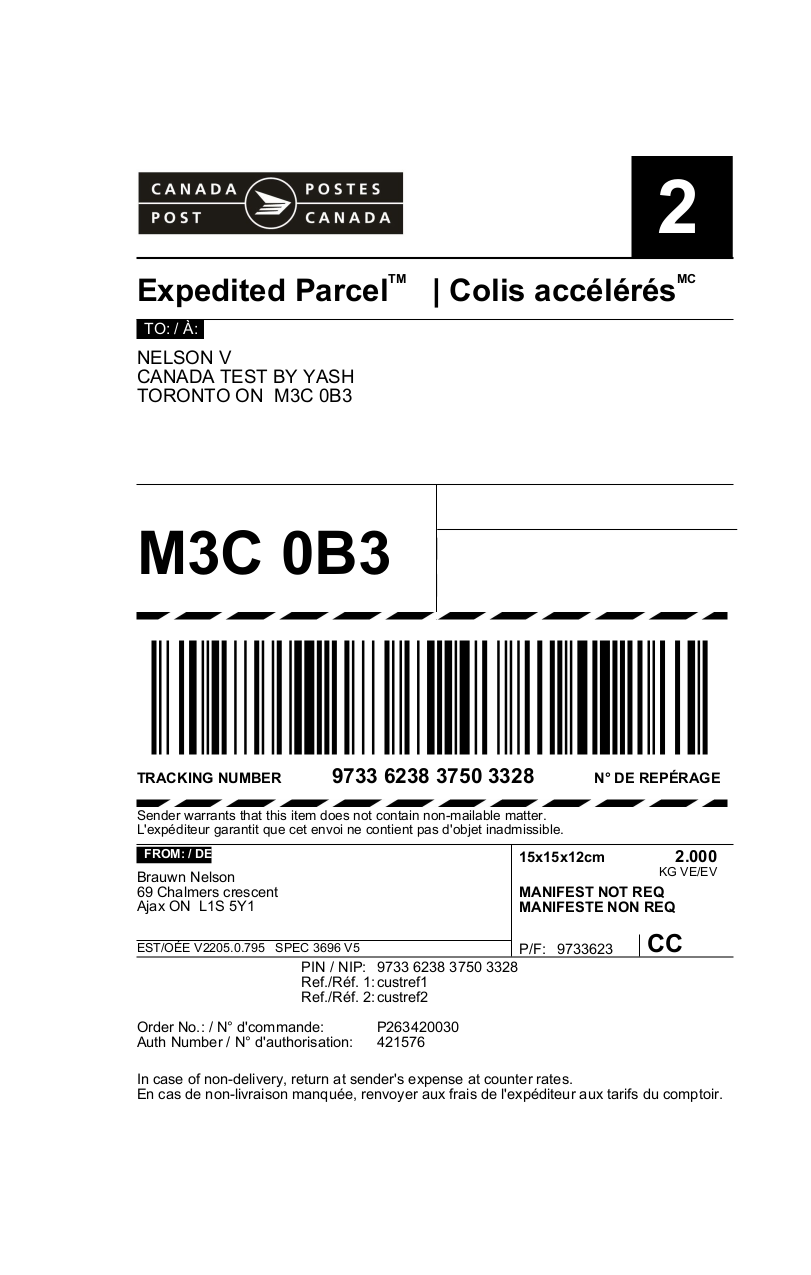 CANADA POSTES
POST CANADA
2
Expedited Parcel™ | Colis accélérésMC
TO: / À:
NELSON V
CANADA TEST BY YASH
TORONTO ON  M3C 0B3
M3C 0B3
TRACKING NUMBER 9733 6238 3750 3328 N° DE REPÉRAGE
Sender warrants that this item does not contain non-mailable matter.
L'expéditeur garantit que cet envoi ne contient pas d'objet inadmissible.
FROM: / DE
Brauwn Nelson
69 Chalmers crescent
Ajax ON  L1S 5Y1
EST/OÉE V2205.0.795 SPEC 3696 V5
15x15x12cm 2.000
KG VE/EV
MANIFEST NOT REQ
MANIFESTE NON REQ
P/F: 9733623 CC
PIN / NIP: 9733 6238 3750 3328
Ref./Réf. 1: custref1
Ref./Réf. 2: custref2
Order No.: / N° d'commande: P263420030
Auth Number / N° d'authorisation: 421576
In case of non-delivery, return at sender's expense at counter rates.
En cas de non-livraison manquée, renvoyer aux frais de l'expéditeur aux tarifs du comptoir.